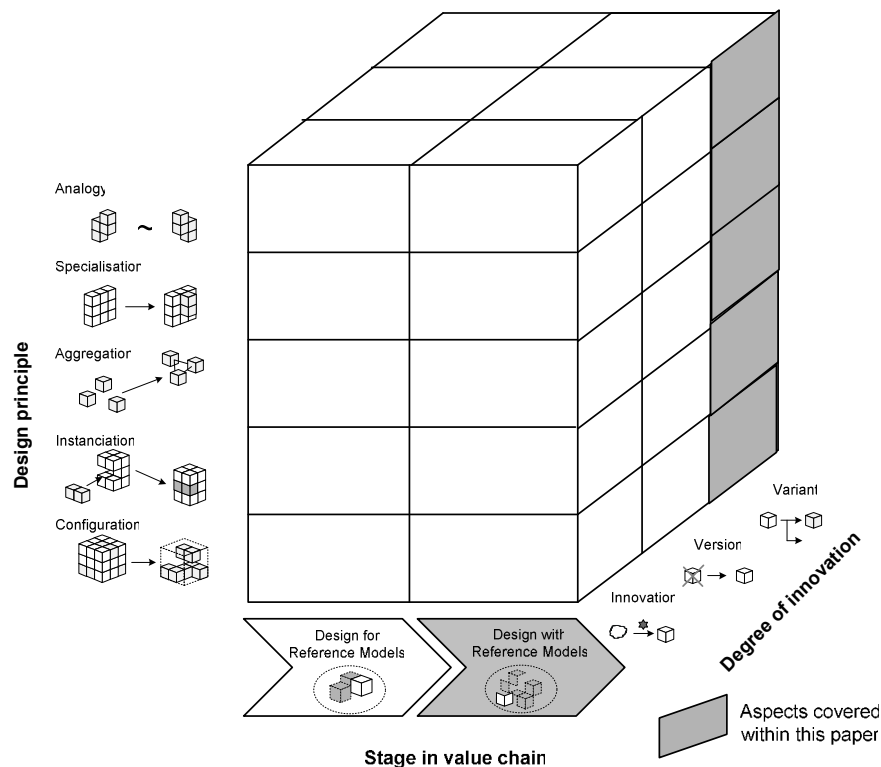 Analogy
~
Specialisation
Aggregation
Instanciation
Configuration
Design principle
Variant
Version
Innovation
Degree of innovation
Design for
Reference Models
Design with
Reference Models
Stage in value chain
Aspects covered
within this paper